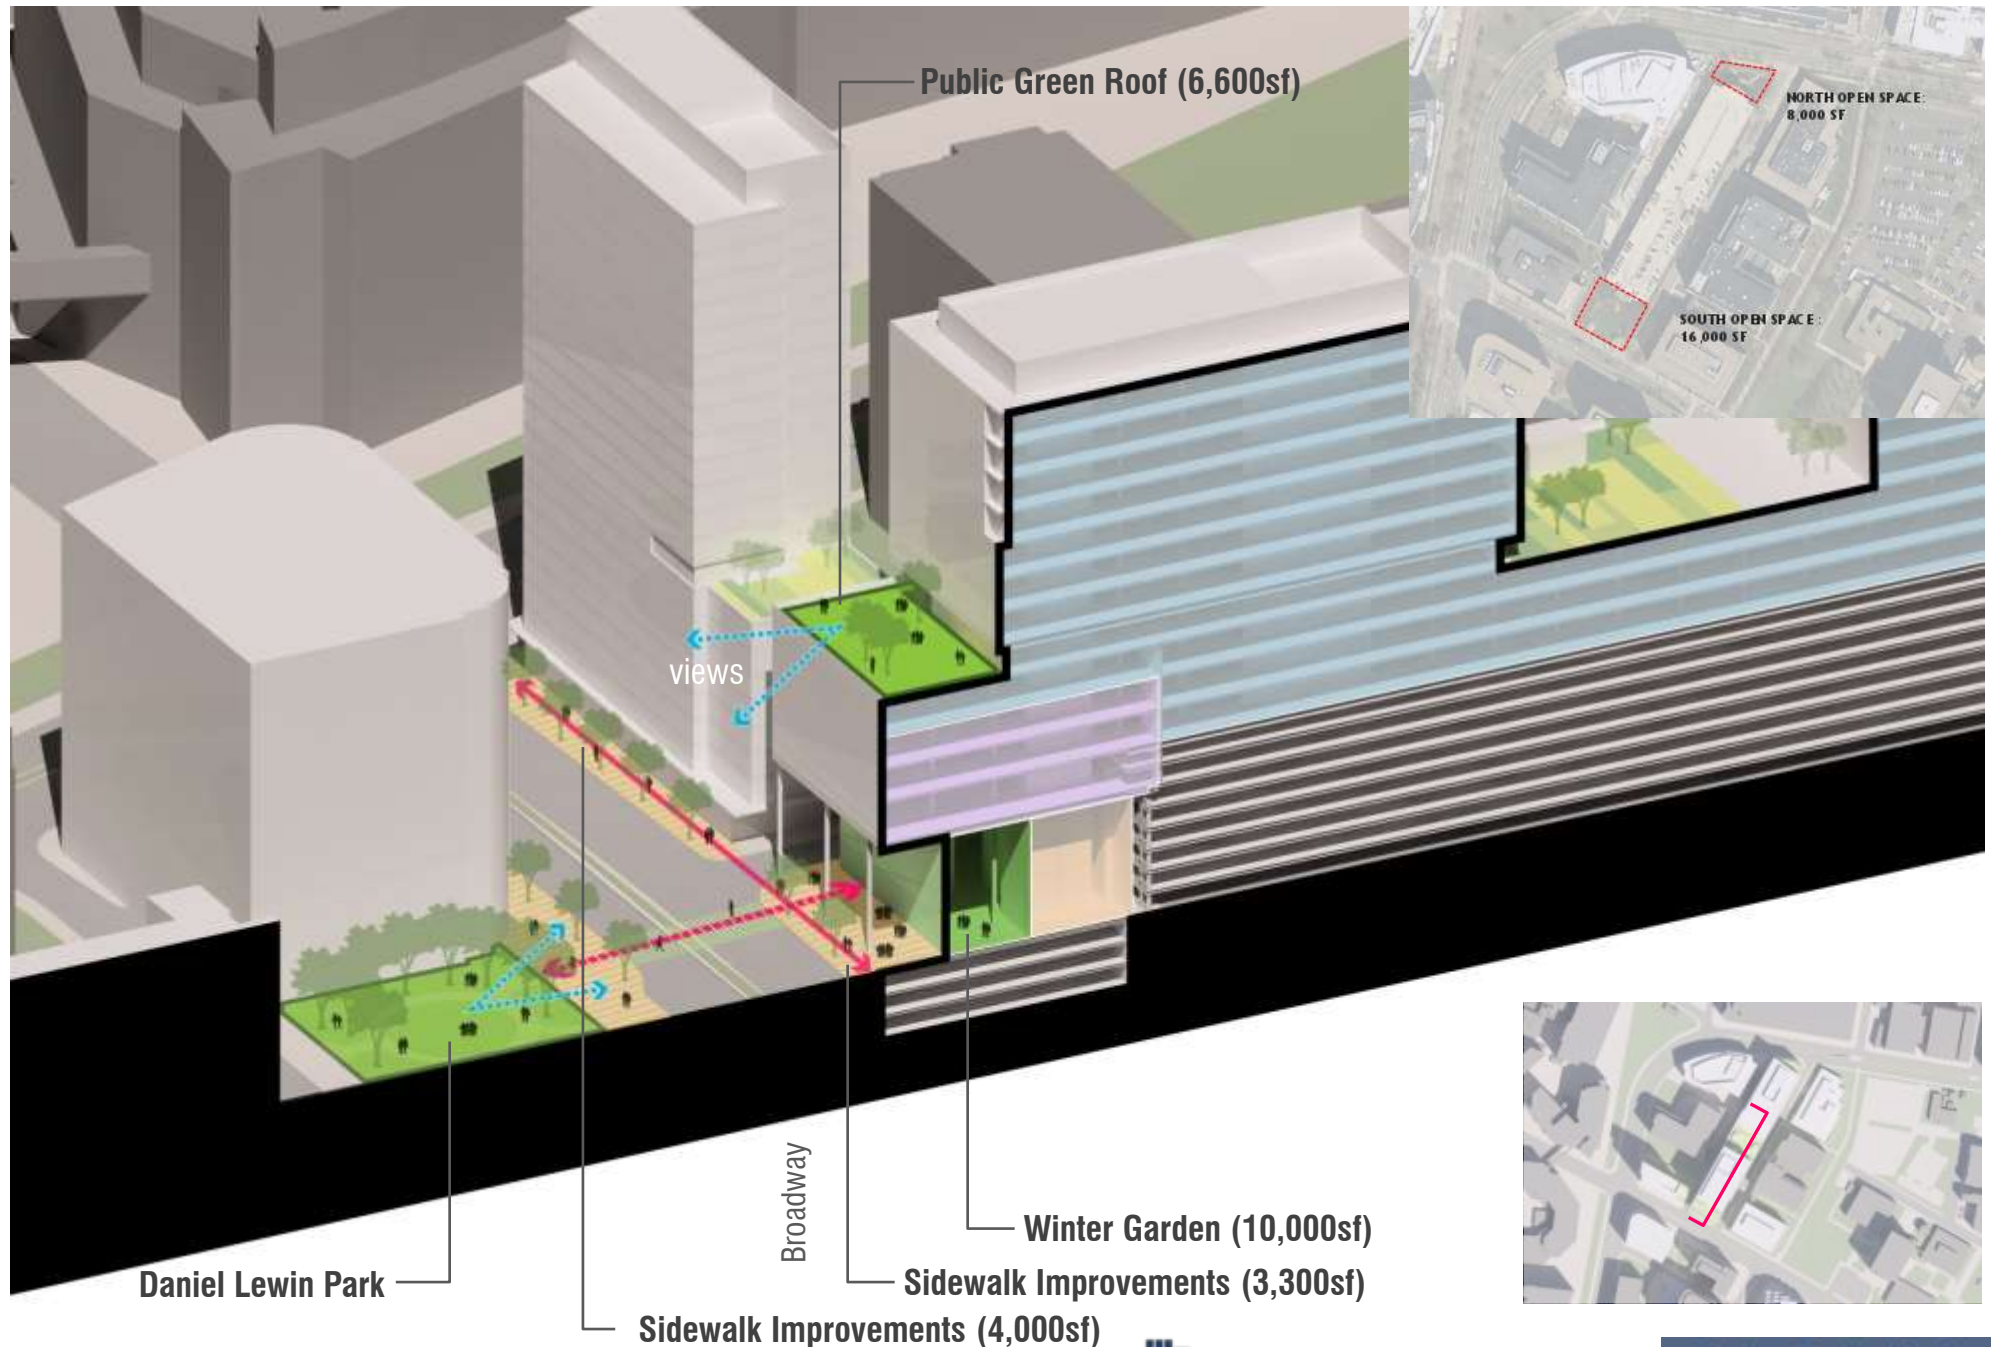 Public Green Roof (6,600sf)
NORTH OPEN SPACE:
8,000 SF
SOUTH OPEN SPACE:
16,000 SF
views
Broadway
Winter Garden (10,000sf)
Daniel Lewin Park
Sidewalk Improvements (3,300sf)
Sidewalk Improvements (4,000sf)